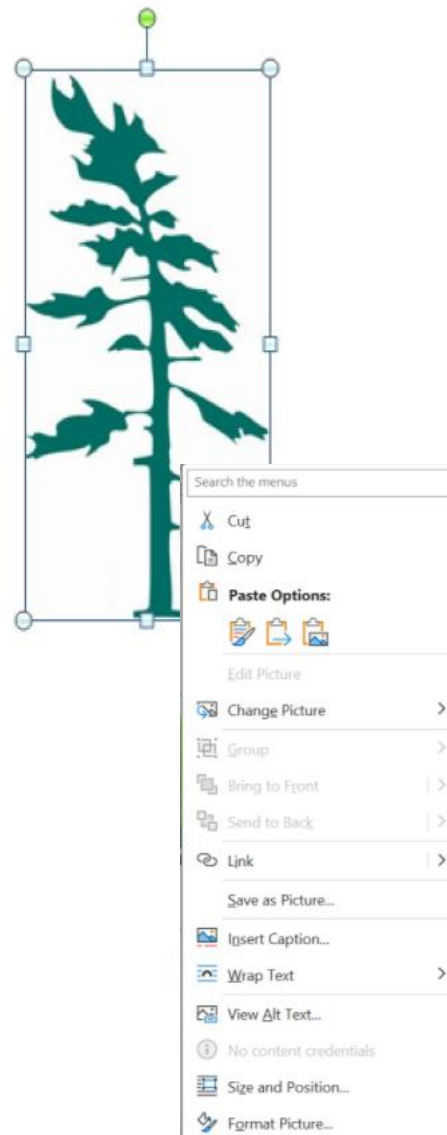 Search the menus
Cut
Copy
Paste Options:
Edit Picture
Change Picture
Group
Bring to Front
Send to Back
Link
Save as Picture...
Insert Caption...
Wrap Text
View Alt Text...
No content credentials
Size and Position...
Format Picture...